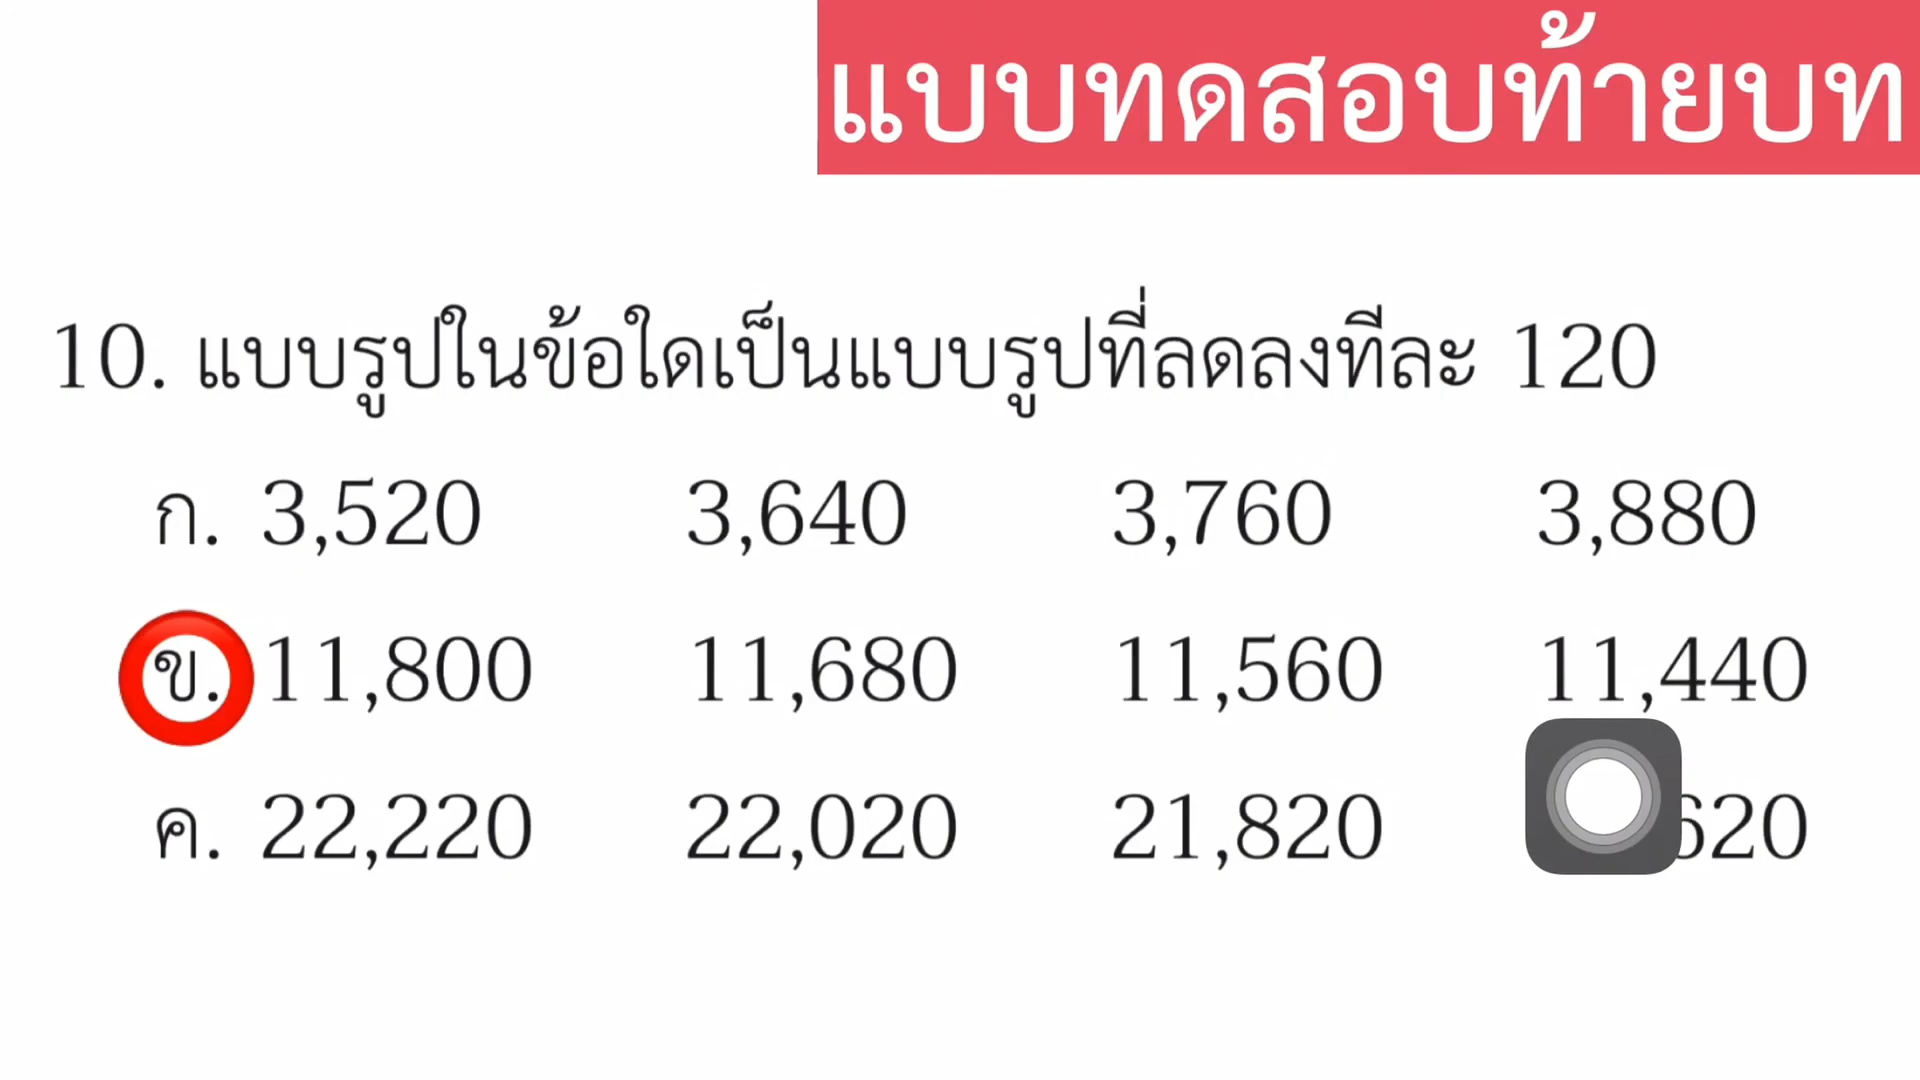 แบบทดสอบท้ายบท
10. แบบรูปในข้อใดเป็นแบบรูปที่ลดลงทีละ 120
ก. 3,520 3,640 3,760 3,880
ข. 11,800 11,680 11,560 11,440
ค. 22,220 22,020 21,820